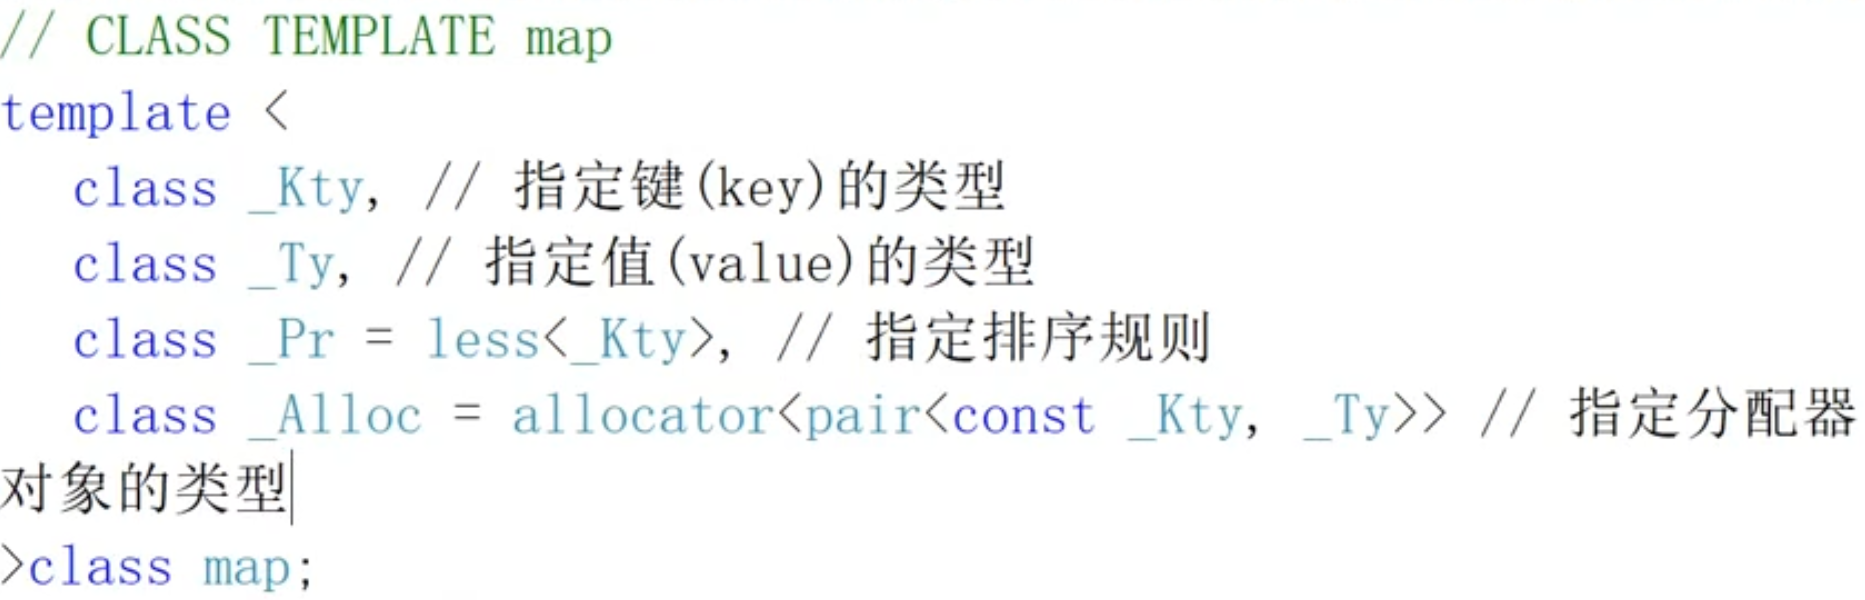 // CLASS TEMPLATE map
template <
class _Kty, // 指定键(key)的类型
class _Ty, // 指定值(value)的类型
class _Pr = less<_Kty>, // 指定排序规则
class _Alloc = allocator<pair<const _Kty, _Ty>> // 指定分配器
对象的类型
>class map;